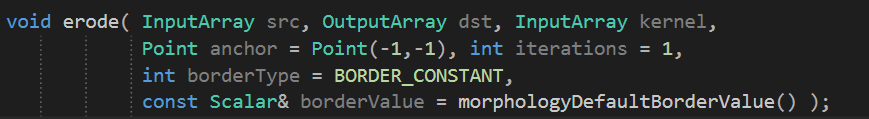 void erode( InputArray src, OutputArray dst, InputArray kernel,
Point anchor = Point(-1,-1), int iterations = 1,
int borderType = BORDER_CONSTANT,
const Scalar& borderValue = morphologyDefaultBorderValue() );